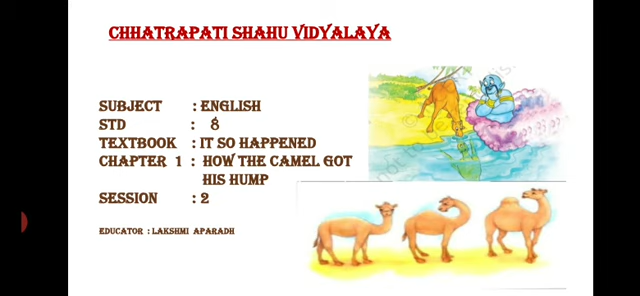 CHHATRAPATI SHAHU VIDYALAYA
SUBJECT : ENGLISH
STD : 8
TEXTBOOK : IT SO HAPPENED
CHAPTER 1 : HOW THE CAMEL GOT
HIS HUMP
SESSION : 2
EDUCATOR : LAKSHMI APARADH